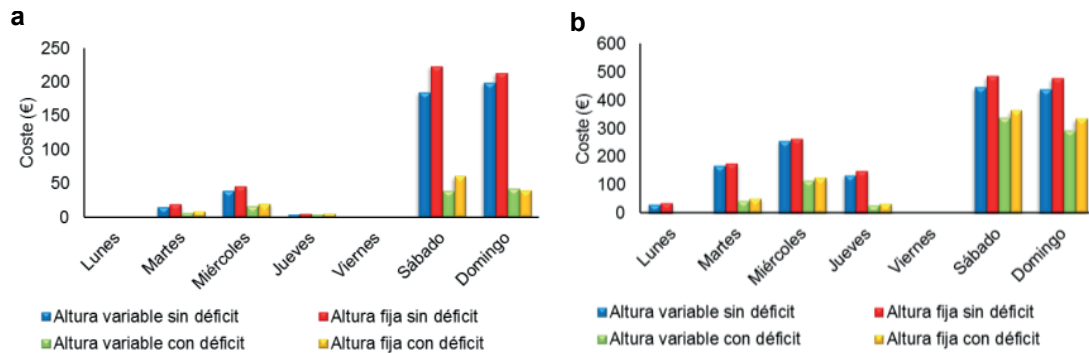 a
Coste (€)
250
200
150
100
50
0
Lunes
Martes
Miércoles
Jueves
Viernes
Sábado
Domingo
Altura variable sin déficit
Altura fija sin déficit
Altura variable con déficit
Altura fija con déficit
b
Coste (€)
600
500
400
300
200
100
0
Lunes
Martes
Miércoles
Jueves
Viernes
Sábado
Domingo
Altura variable sin déficit
Altura fija sin déficit
Altura variable con déficit
Altura fija con déficit